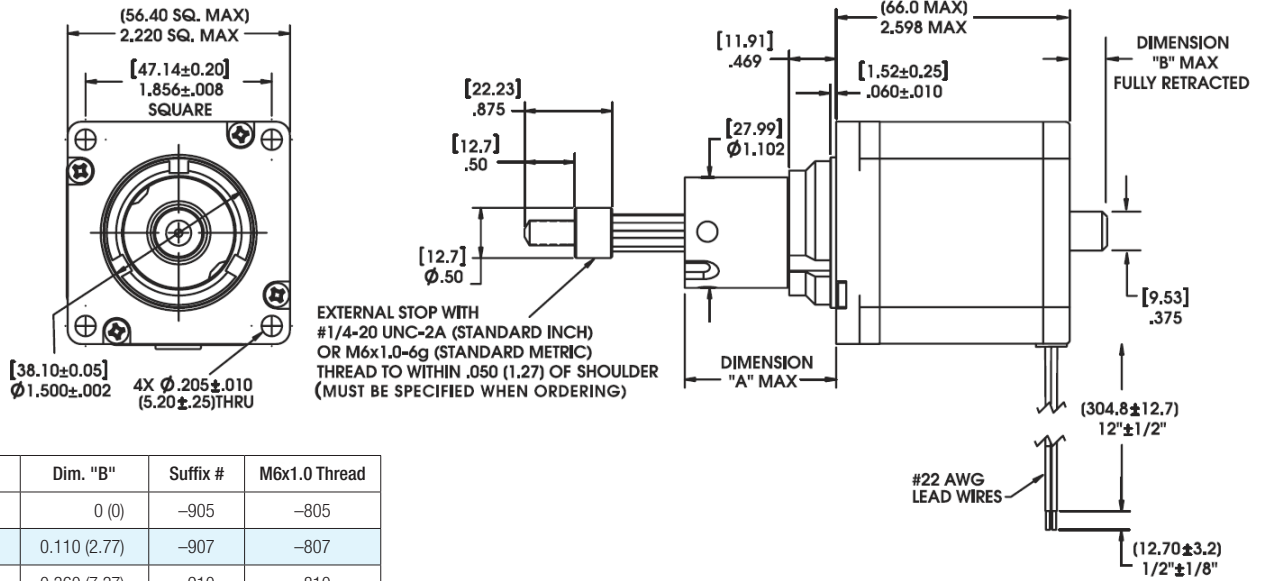 (56.40 SQ. MAX)
2.220 SQ. MAX
[47.14±0.20]
1.856±.008
SQUARE
[38.10±0.05]
Ø1.500±.002
4X Ø.205±.010
(5.20±.25)THRU
[22.23]
.875
[12.7]
.50
[12.7]
Ø.50
EXTERNAL STOP WITH
#1/4-20 UNC-2A (STANDARD INCH)
OR M6x1.0-6g (STANDARD METRIC)
THREAD TO WITHIN .050 (1.27) OF SHOULDER
(MUST BE SPECIFIED WHEN ORDERING)
(66.0 MAX)
2.598 MAX
[11.91]
.469
[1.52±0.25]
.060±.010
[27.99]
Ø1.102
DIMENSION
"B" MAX
FULLY RETRACTED
[9.53]
.375
DIMENSION
"A" MAX
(304.8±12.7)
12"±1/2"
#22 AWG
LEAD WIRES
(12.70±3.2)
1/2"±1/8"
Dim. "B" Suffix # M6x1.0 Thread
0 (0) –905 –805
0.110 (2.77) –907 –807